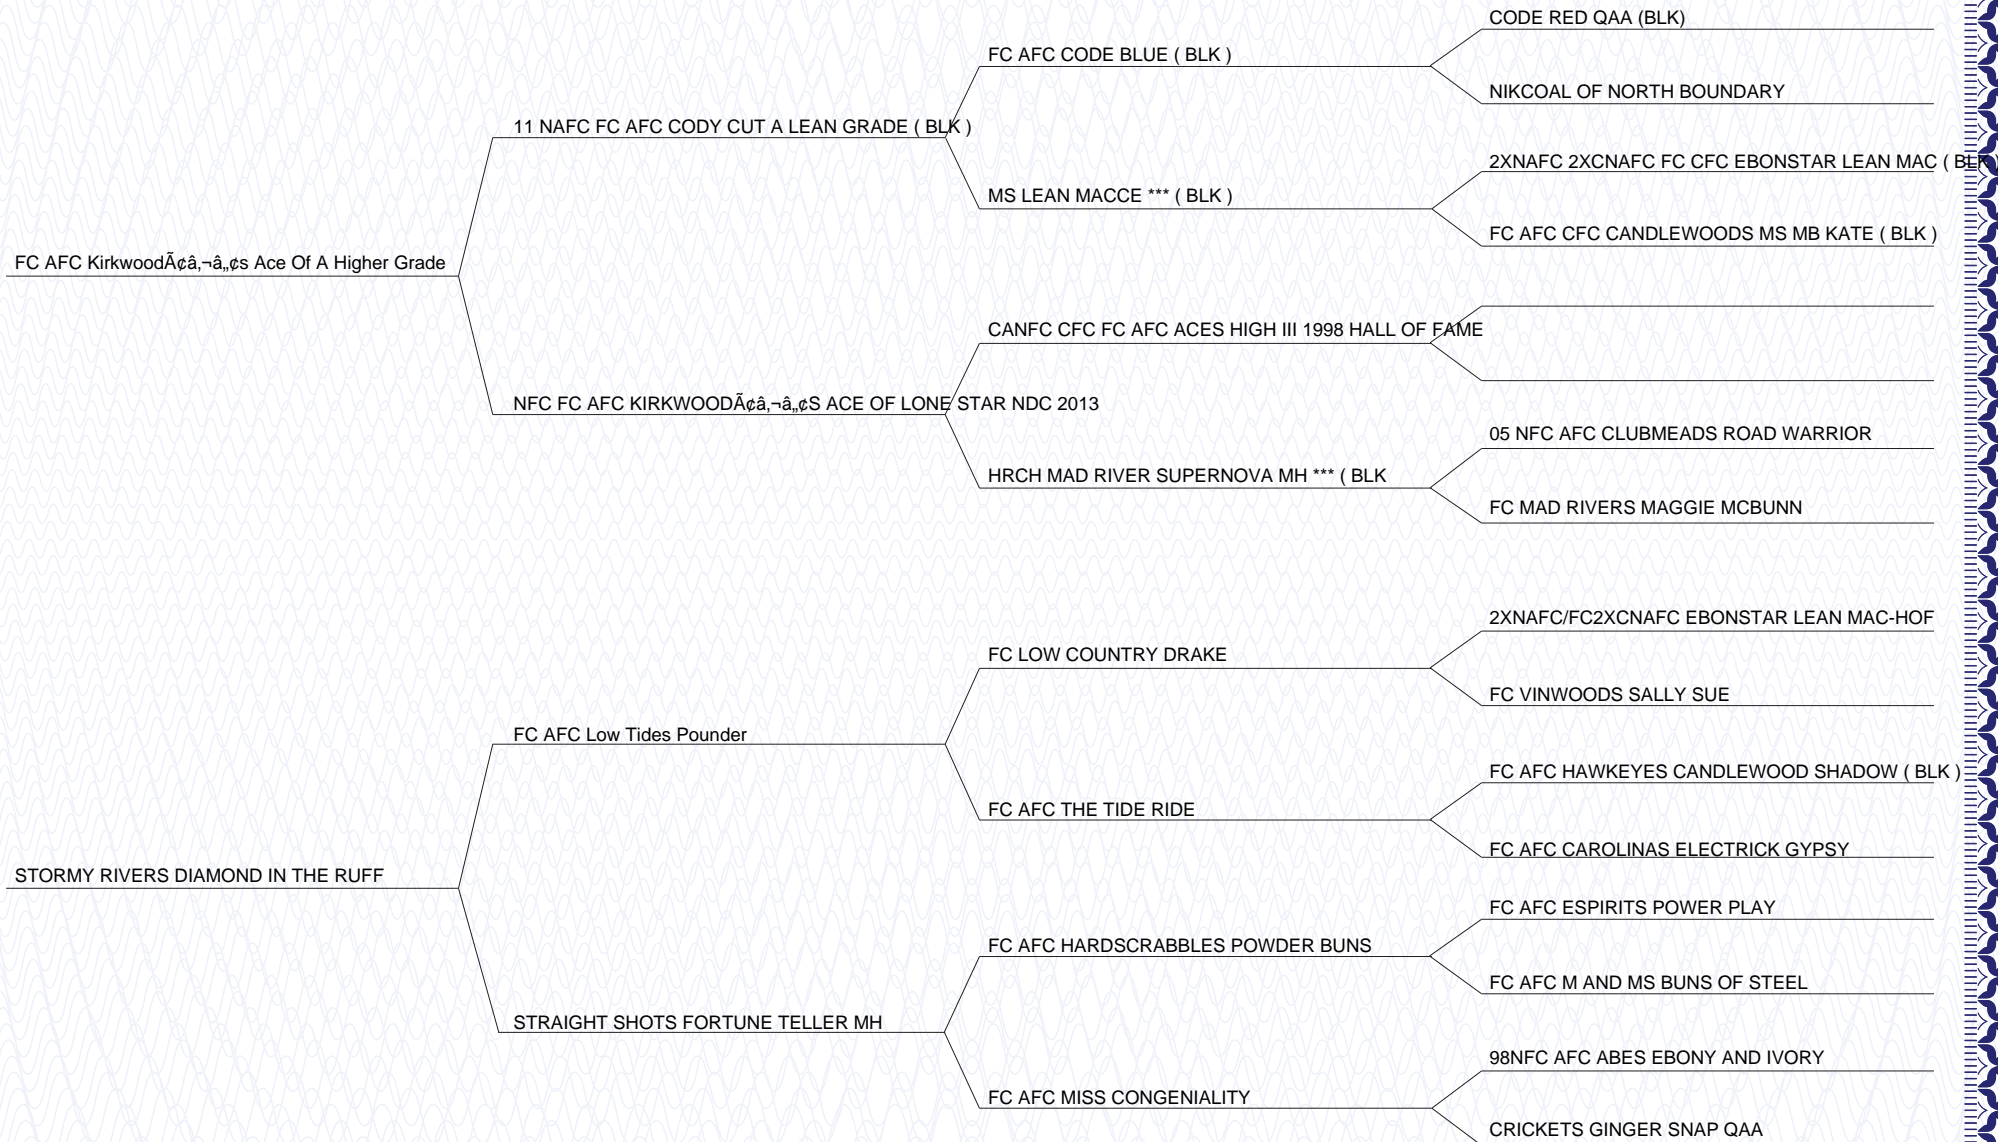 CODE RED QAA (BLK)
FC AFC CODE BLUE ( BLK )
NIKCOAL OF NORTH BOUNDARY
11 NAFC FC AFC CODY CUT A LEAN GRADE ( BLK )
2XNAFC 2XCNAFC FC CFC EBONSTAR LEAN MAC ( BLK )
MS LEAN MACCE *** ( BLK )
FC AFC CFC CANDLEWOODS MS MB KATE ( BLK )
FC AFC KirkwoodÃ¢â‚¬â„¢s Ace Of A Higher Grade
CANFC CFC FC AFC ACES HIGH III 1998 HALL OF FAME
NFC FC AFC KIRKWOODÃ¢â‚¬â„¢S ACE OF LONE STAR NDC 2013
05 NFC AFC CLUBMEADS ROAD WARRIOR
HRCH MAD RIVER SUPERNOVA MH *** ( BLK
FC MAD RIVERS MAGGIE MCBUNN
2XNAFC/FC2XCNAFC EBONSTAR LEAN MAC-HOF
FC LOW COUNTRY DRAKE
FC VINWOODS SALLY SUE
FC AFC Low Tides Pounder
FC AFC HAWKEYES CANDLEWOOD SHADOW ( BLK )
FC AFC THE TIDE RIDE
FC AFC CAROLINAS ELECTRICK GYPSY
STORMY RIVERS DIAMOND IN THE RUFF
FC AFC ESPIRITS POWER PLAY
FC AFC HARDSCRABBLES POWDER BUNS
FC AFC M AND MS BUNS OF STEEL
STRAIGHT SHOTS FORTUNE TELLER MH
98NFC AFC ABES EBONY AND IVORY
FC AFC MISS CONGENIALITY
CRICKETS GINGER SNAP QAA